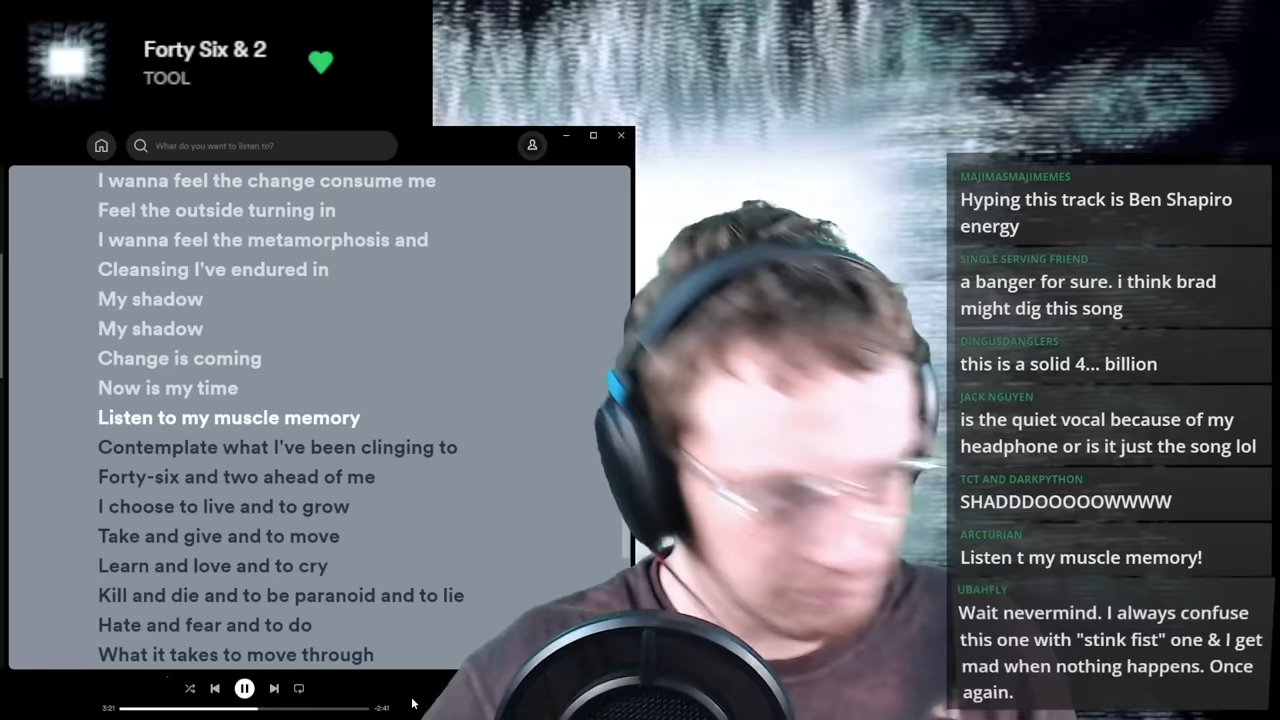 Forty Six & 2
TOOL
What do you want to listen to?
I wanna feel the change consume me
Feel the outside turning in
I wanna feel the metamorphosis and
Cleansing I've endured in
My shadow
My shadow
Change is coming
Now is my time
Listen to my muscle memory
Contemplate what I've been clinging to
Forty-six and two ahead of me
I choose to live and to grow
Take and give and to move
Learn and love and to cry
Kill and die and to be paranoid and to lie
Hate and fear and to do
What it takes to move through
3:21
-2:41
MAJIMASMAJIMEMES
Hyping this track is Ben Shapiro
energy
SINGLE SERVING FRIEND
a banger for sure. i think brad
might dig this song
DINGUSDANGLERS
this is a solid 4... billion
JACK NGUYEN
is the quiet vocal because of my
headphone or is it just the song lol
TCT AND DARKPYTHON
SHADDDOOOOOWWWW
ARCTURIAN
Listen t my muscle memory!
UBAHFLY
Wait nevermind. I always confuse
this one with "stink fist" one & I get
mad when nothing happens. Once
again.